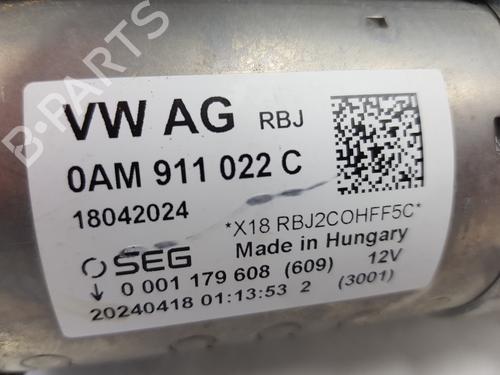 B-PARTS
VW AG RBJ
0AM 911 022 C
18042024
*X18 RBJ2COHFF5C*
SEG Made in Hungary
↓ 0 001 179 608 (609) 12V
20240418 01:13:53 2 (3001)